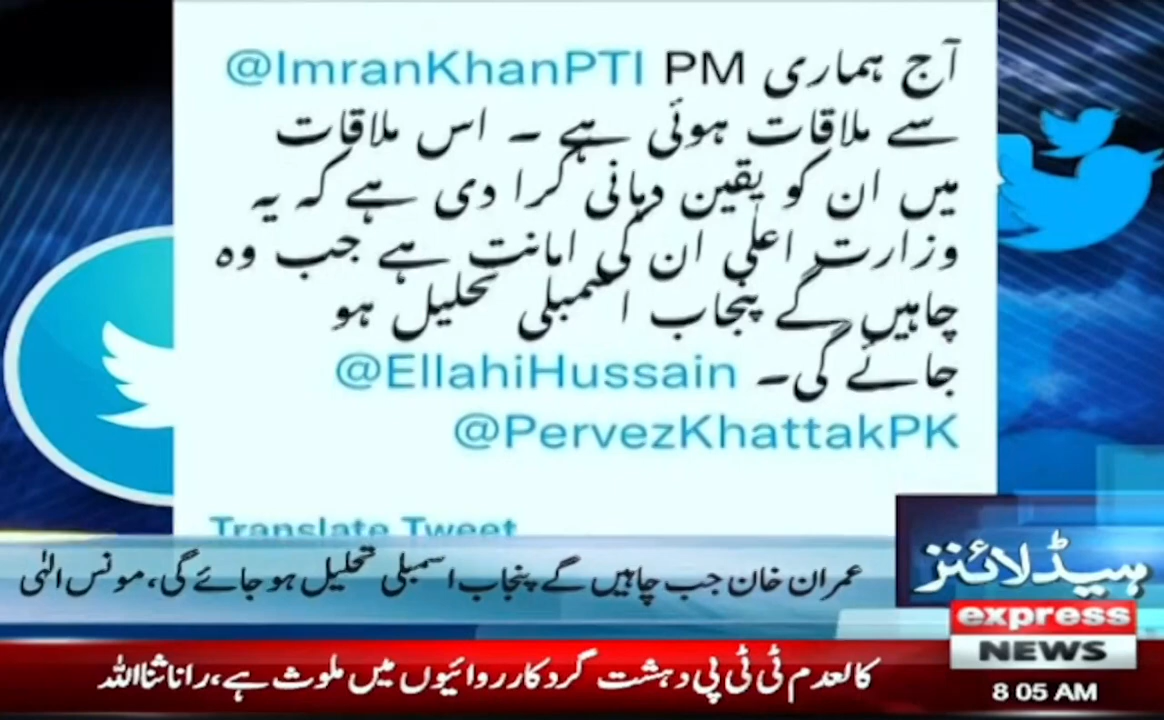 آج ہماری PM @ImranKhanPTI
سے ملاقات ہوئی ہے ۔ اس ملاقات
میں ان کو یقین دہانی کرا دی ہے کہ یہ
وزارت اعلٰی ان کی امانت ہے جب وہ
چاہیں گے پنجاب اسمبلی تحلیل ہو
جائے گی۔ @EllahiHussain
@PervezKhattakPK
Translate Tweet
ہیڈلائنز
عمران خان جب چاہیں گے پنجاب اسمبلی تحلیل ہو جائے گی، مونس الہٰی
express
NEWS
کالعدم ٹی ٹی پی دہشت گرد کارروائیوں میں ملوث ہے، رانا ثنااللہ
8 05 AM